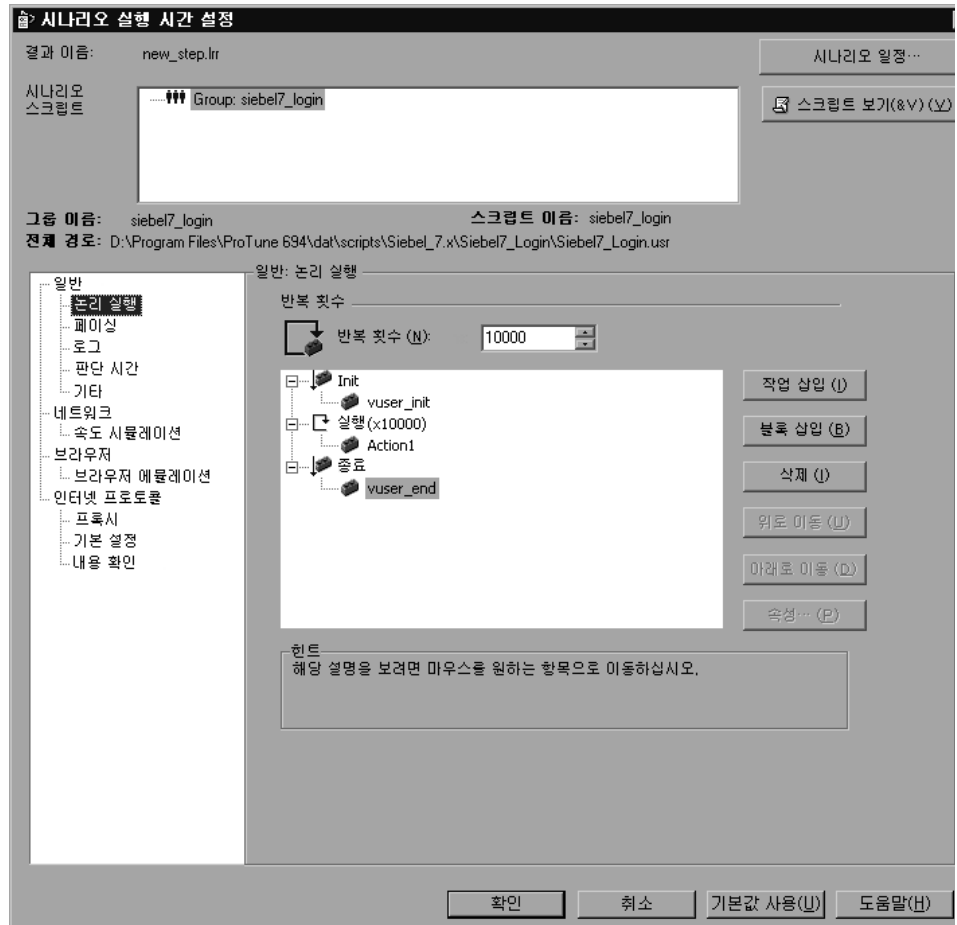 시나리오 실행 시간 설정
결과 이름: new_step.lrr
시나리오 일정...
시나리오
스크립트
Group: siebel7_login
스크립트 보기(&V) (V)
그룹 이름: siebel7_login 스크립트 이름: siebel7_login
전체 경로: D:\Program Files\ProTune 694\dat\scripts\Siebel_7.x\Siebel7_Login\Siebel7_Login.usr
일반
논리 실행
페이싱
로그
판단 시간
기타
네트워크
속도 시뮬레이션
브라우저
브라우저 에뮬레이션
인터넷 프로토콜
프록시
기본 설정
내용 확인
일반: 논리 실행
반복 횟수
반복 횟수 (N): 10000
Init
vuser_init
실행(x10000)
Action1
종료
vuser_end
작업 삽입 (I)
블록 삽입 (B)
삭제 (I)
위로 이동 (U)
아래로 이동 (D)
속성... (P)
힌트
해당 설명을 보려면 마우스를 원하는 항목으로 이동하십시오.
확인
취소
기본값 사용(U)
도움말(H)